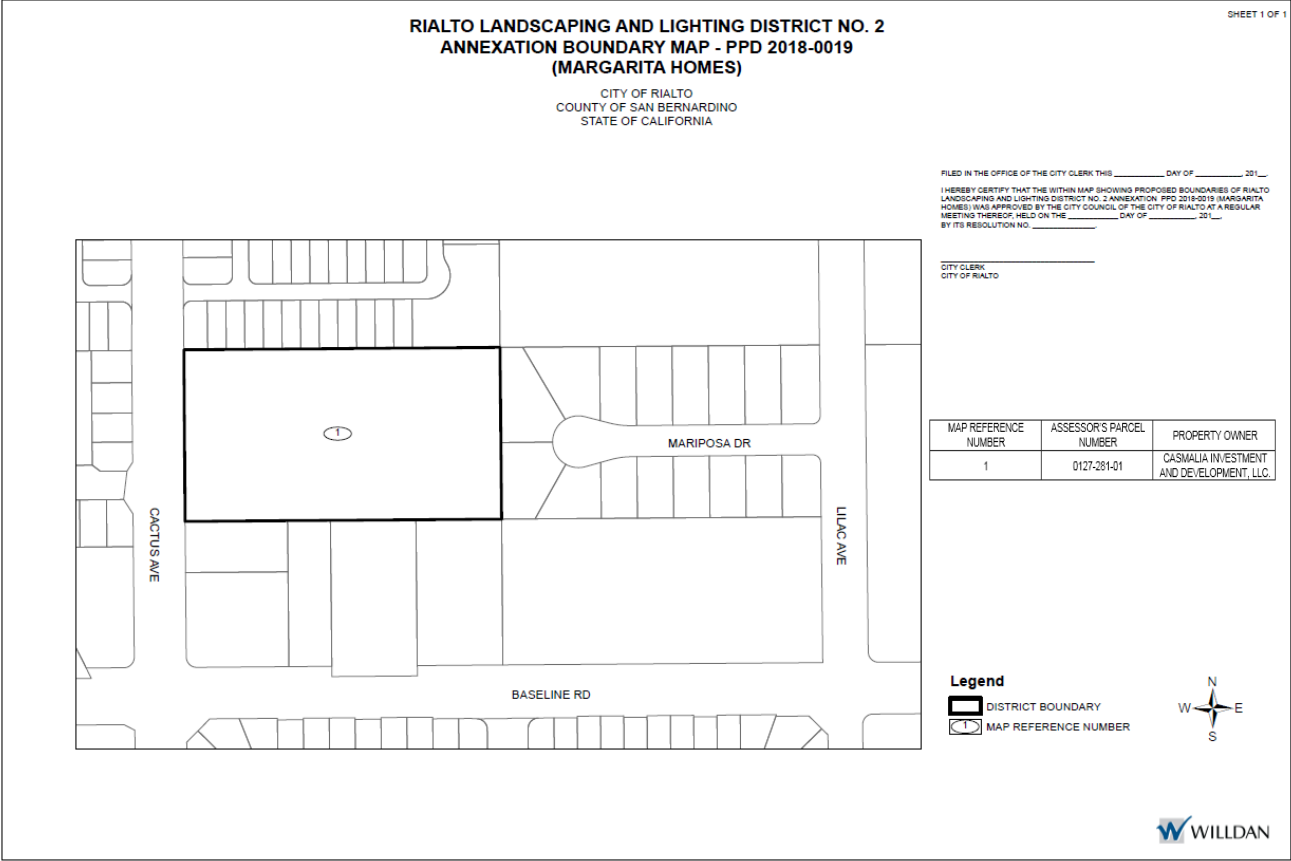 SHEET 1 OF 1
RIALTO LANDSCAPING AND LIGHTING DISTRICT NO. 2
ANNEXATION BOUNDARY MAP - PPD 2018-0019
(MARGARITA HOMES)
CITY OF RIALTO
COUNTY OF SAN BERNARDINO
STATE OF CALIFORNIA
FILED IN THE OFFICE OF THE CITY CLERK THIS __________ DAY OF _________, 201__.
I HEREBY CERTIFY THAT THE WITHIN MAP SHOWING PROPOSED BOUNDARIES OF RIALTO
LANDSCAPING AND LIGHTING DISTRICT NO. 2 ANNEXATION PPD 2018-0019 (MARGARITA
HOMES) WAS APPROVED BY THE CITY COUNCIL OF THE CITY OF RIALTO AT A REGULAR
MEETING THEREOF, HELD ON THE __________ DAY OF _________, 201__,
BY ITS RESOLUTION NO. _____________.
CITY CLERK
CITY OF RIALTO
1
MARIPOSA DR
CACTUS AVE
LILAC AVE
BASELINE RD
MAP REFERENCE NUMBER
ASSESSOR'S PARCEL NUMBER
PROPERTY OWNER
1
0127-281-01
CASMALIA INVESTMENT
AND DEVELOPMENT, LLC.
Legend
DISTRICT BOUNDARY
1 MAP REFERENCE NUMBER
N
W E
S
WILLDAN